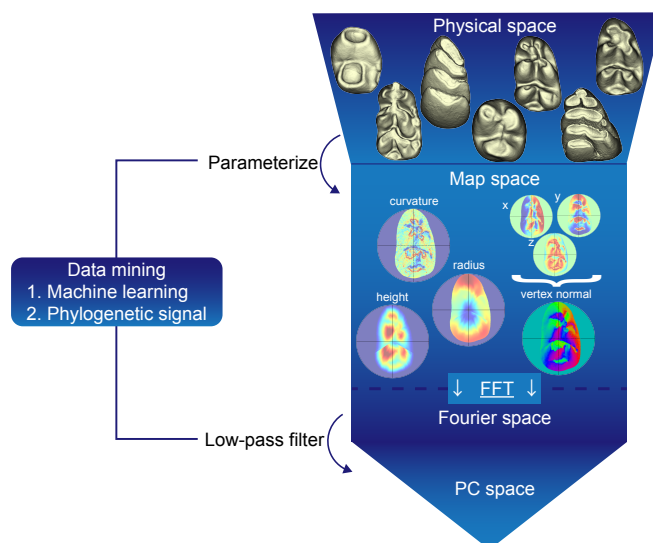 Physical space
Parameterize
Map space
curvature
x
y
z
radius
height
vertex normal
Data mining
1. Machine learning
2. Phylogenetic signal
↓ FFT ↓
Fourier space
Low-pass filter
PC space